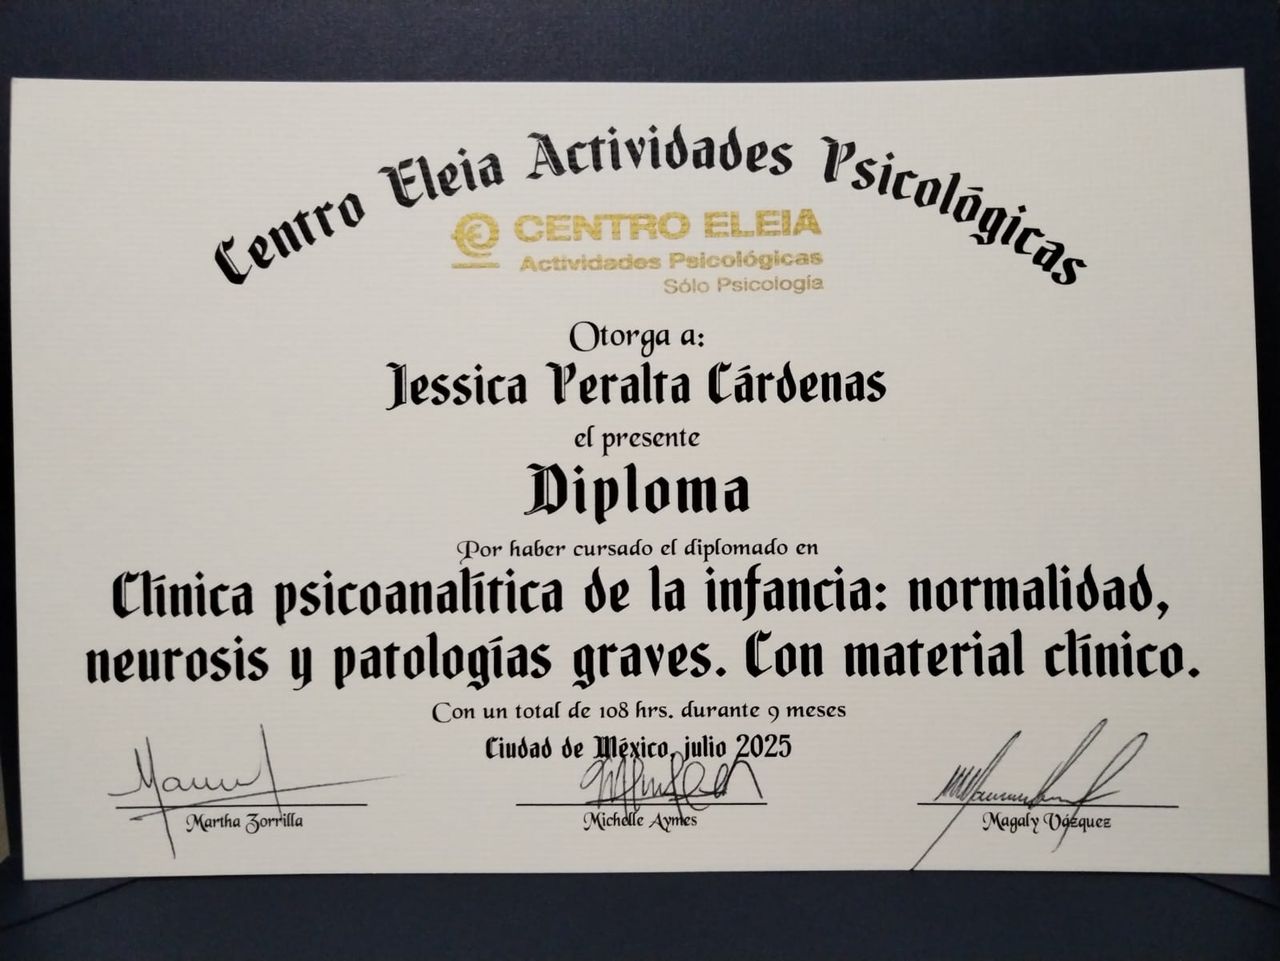 Centro Eleia Actividades Psicológicas
CENTRO ELEIA
Actividades Psicológicas
Sólo Psicología
Otorga a:
Jessica Peralta Cárdenas
el presente
Diploma
Por haber cursado el diplomado en
Clínica psicoanalítica de la infancia: normalidad,
neurosis y patologías graves. Con material clínico.
Con un total de 108 hrs. durante 9 meses
Ciudad de México, julio 2025
Martha Zorrilla
Michelle Aymes
Magaly Vázquez